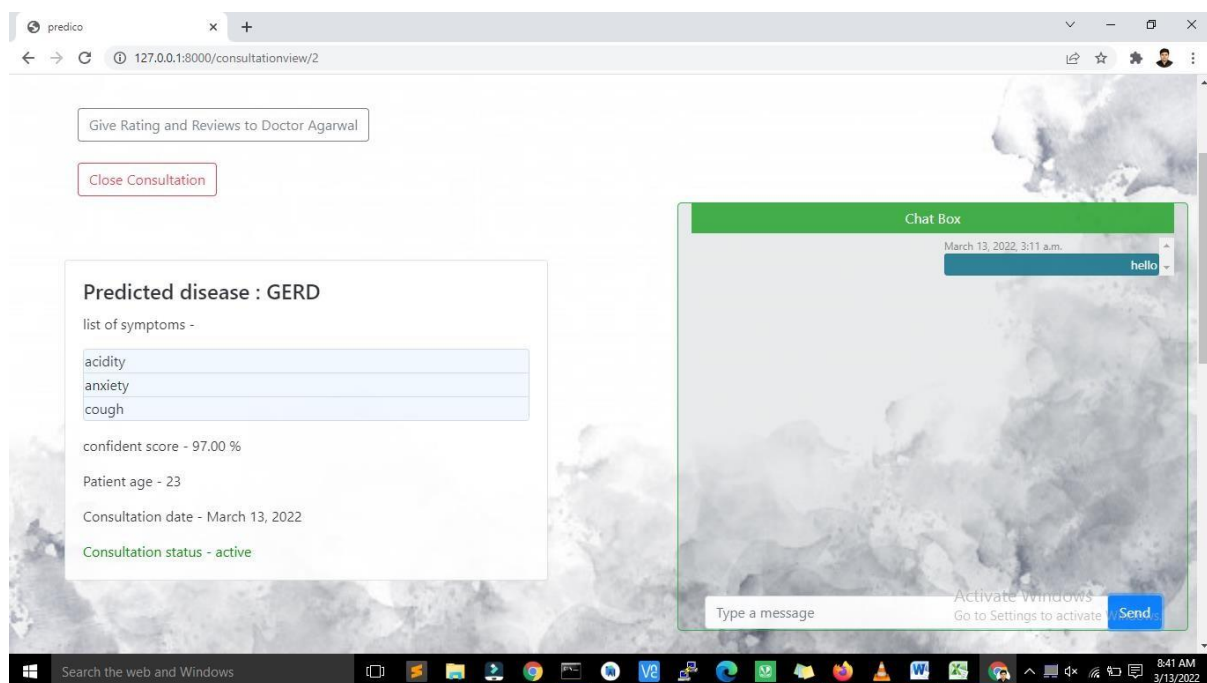 predico
127.0.0.1:8000/consultationview/2
Give Rating and Reviews to Doctor Agarwal
Close Consultation
Chat Box
March 13, 2022, 3:11 a.m.
hello
Predicted disease : GERD
list of symptoms -
acidity
anxiety
cough
confident score - 97.00 %
Patient age - 23
Consultation date - March 13, 2022
Consultation status - active
Type a message
Send
Activate Windows
Go to Settings to activate Windows.
Search the web and Windows
8:41 AM
3/13/2022